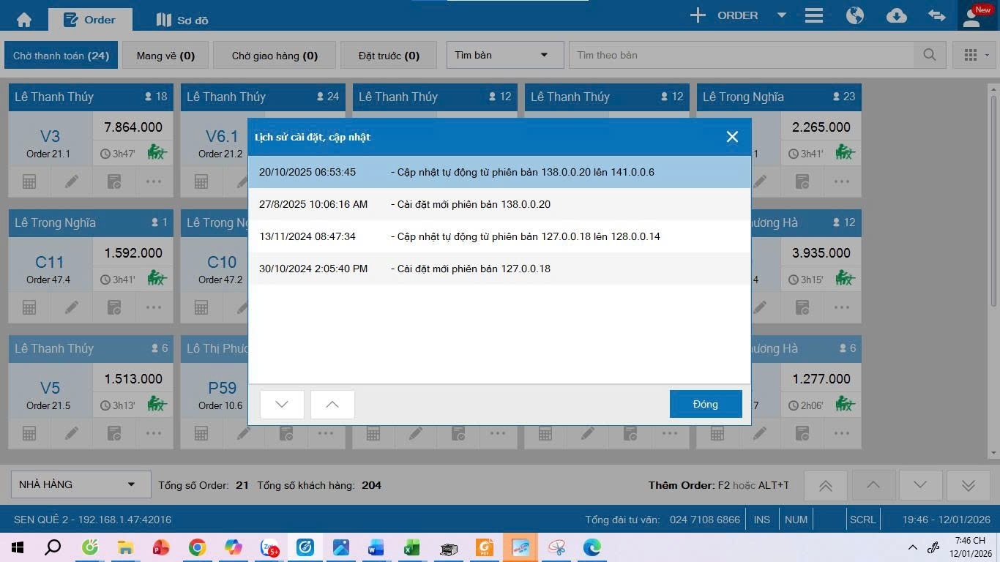 Order
Sơ đồ
ORDER
New
Chờ thanh toán (24)
Mang về (0)
Chờ giao hàng (0)
Đặt trước (0)
Tìm bàn
Tìm theo bàn
Lê Thanh Thúy 18
Lê Thanh Thúy 24
Lê Thanh Thúy 12
Lê Thanh Thúy 12
Lê Trọng Nghĩa 23
V3
Order 21.1
7.864.000
3h47'
V6.1
Order 21.2
1
2.265.000
3h41'
Lịch sử cài đặt, cập nhật
20/10/2025 06:53:45 - Cập nhật tự động từ phiên bản 138.0.0.20 lên 141.0.0.6
27/8/2025 10:06:16 AM - Cài đặt mới phiên bản 138.0.0.20
13/11/2024 08:47:34 - Cập nhật tự động từ phiên bản 127.0.0.18 lên 128.0.0.14
30/10/2024 2:05:40 PM - Cài đặt mới phiên bản 127.0.0.18
Đóng
Lê Trọng Nghĩa 1
Lê Trọng
12
C11
Order 47.4
1.592.000
3h41'
C10
Order 47.2
4
3.935.000
3h15'
Lê Thanh Thúy 6
Lô Thị
6
V5
Order 21.5
1.513.000
3h13'
P59
Order 10.6
7
1.277.000
2h06'
NHÀ HÀNG
Tổng số Order: 21 Tổng số khách hàng: 204
Thêm Order: F2 hoặc ALT+T
SEN QUÊ 2 - 192.168.1.47:42016
Tổng đài tư vấn: 024 7108 6866
INS
NUM
SCRL
19:46 - 12/01/2026
Zalo
5+
7:46 CH
12/01/2026